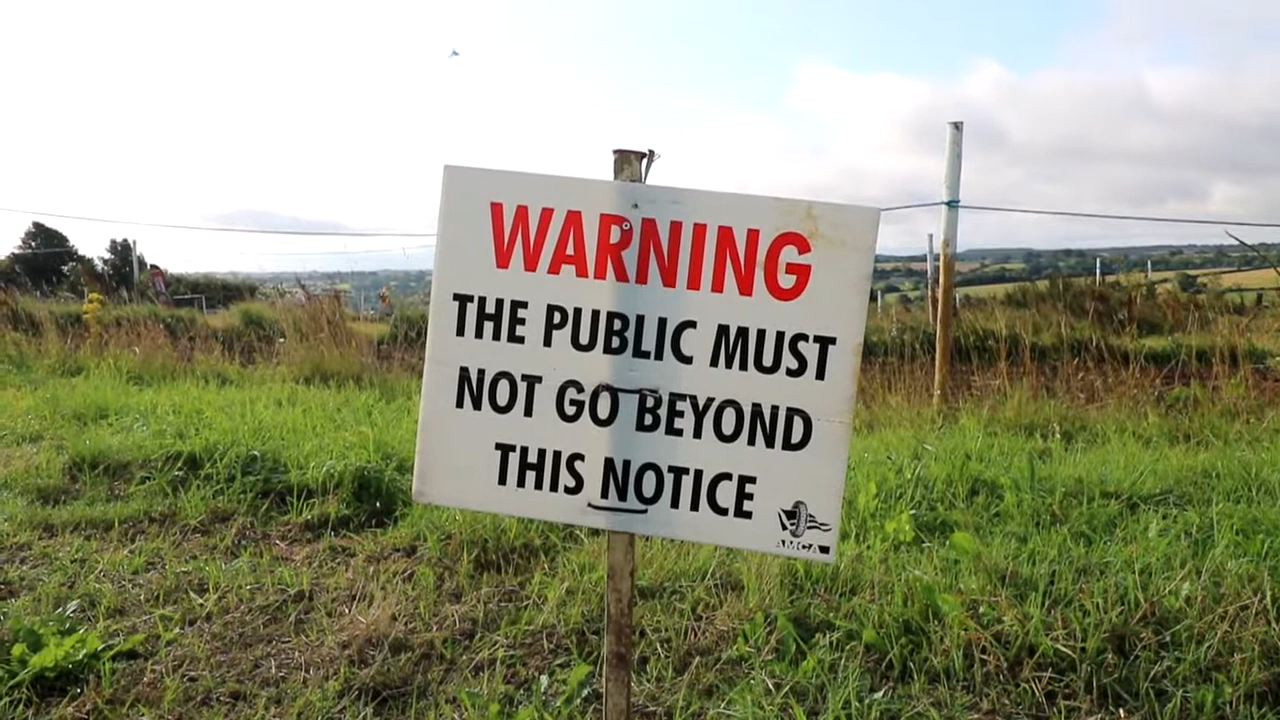 WARNING
THE PUBLIC MUST
NOT GO BEYOND
THIS NOTICE
AMCA